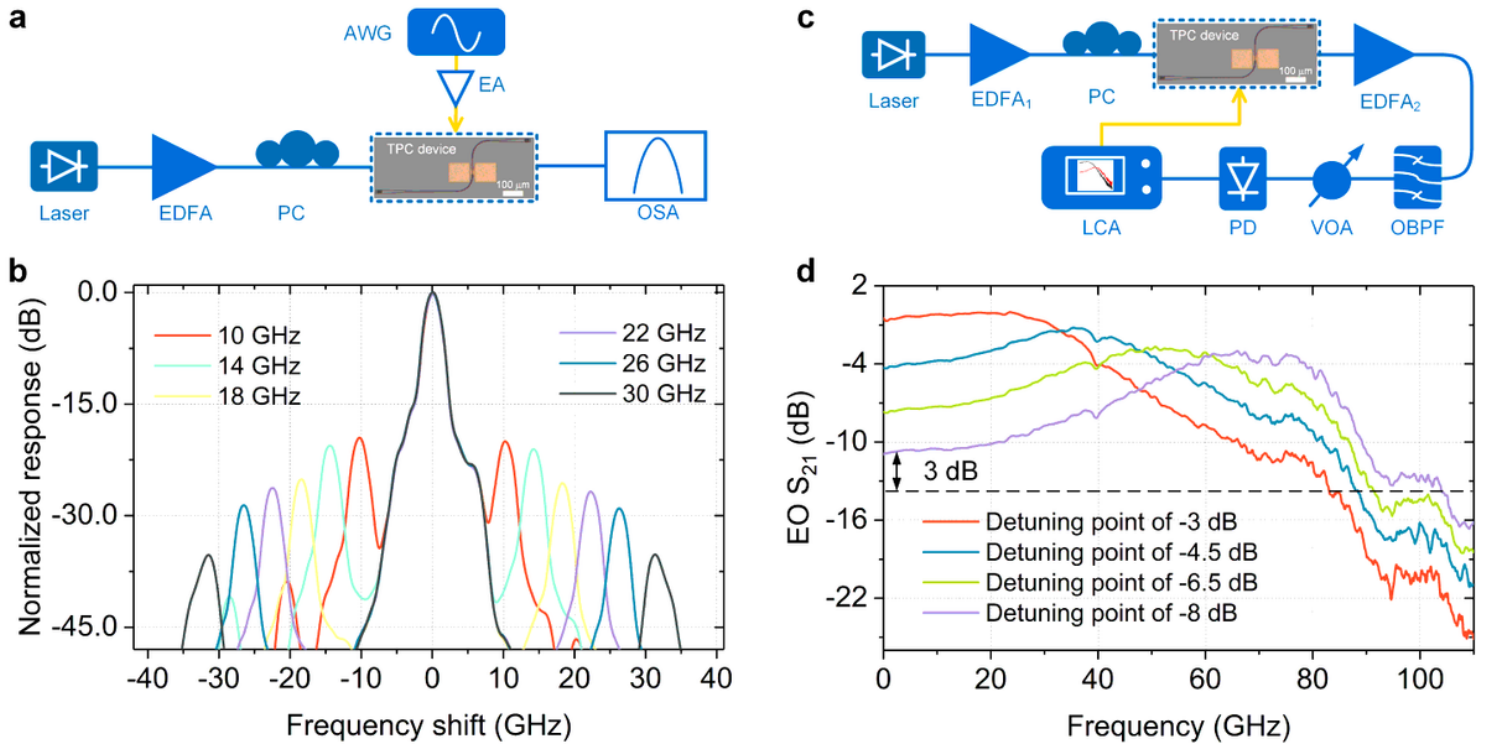 a
AWG
EA
TPC device
100 μm
Laser
EDFA
PC
OSA
b
Normalized response (dB)
0.0
-15.0
-30.0
-45.0
10 GHz
14 GHz
18 GHz
22 GHz
26 GHz
30 GHz
-40 -30 -20 -10 0 10 20 30 40
Frequency shift (GHz)
c
TPC device
100 μm
Laser
EDFA₁
PC
EDFA₂
LCA
PD
VOA
OBPF
d
EO S₂₁ (dB)
2
-4
-10
-16
-22
3 dB
Detuning point of -3 dB
Detuning point of -4.5 dB
Detuning point of -6.5 dB
Detuning point of -8 dB
0 20 40 60 80 100
Frequency (GHz)